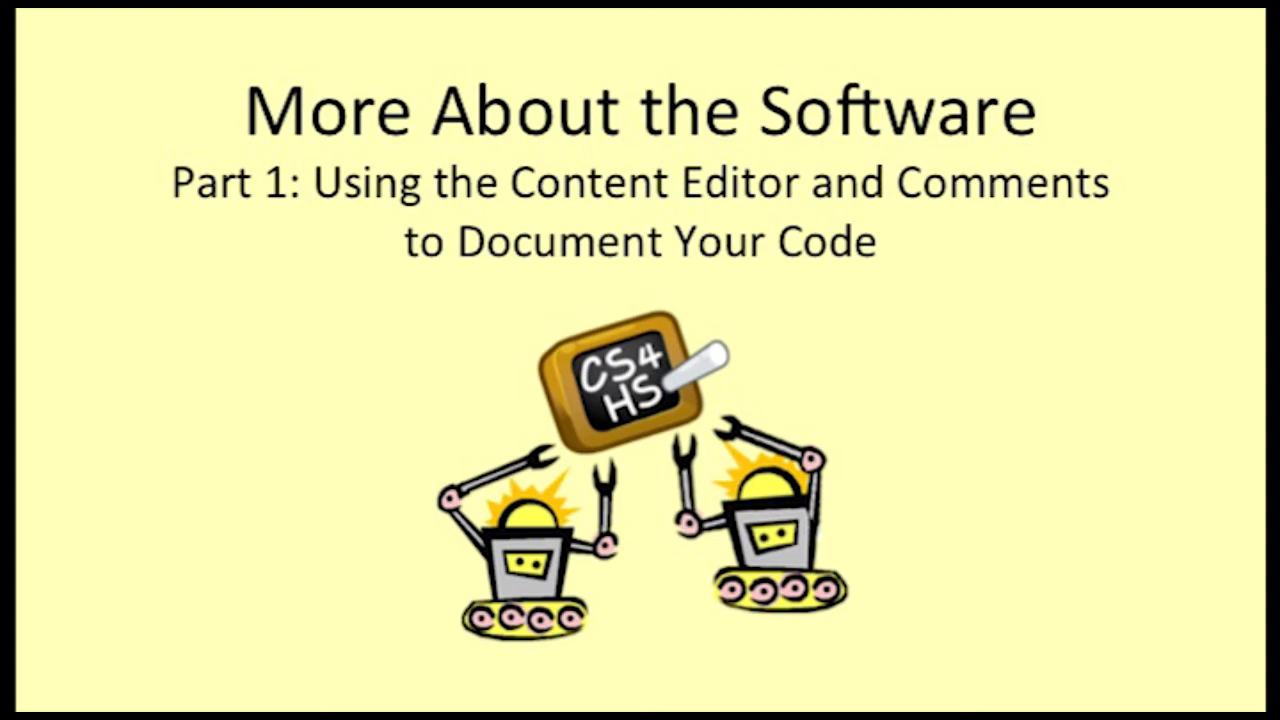 More About the Software
Part 1: Using the Content Editor and Comments
to Document Your Code
CS4
HS